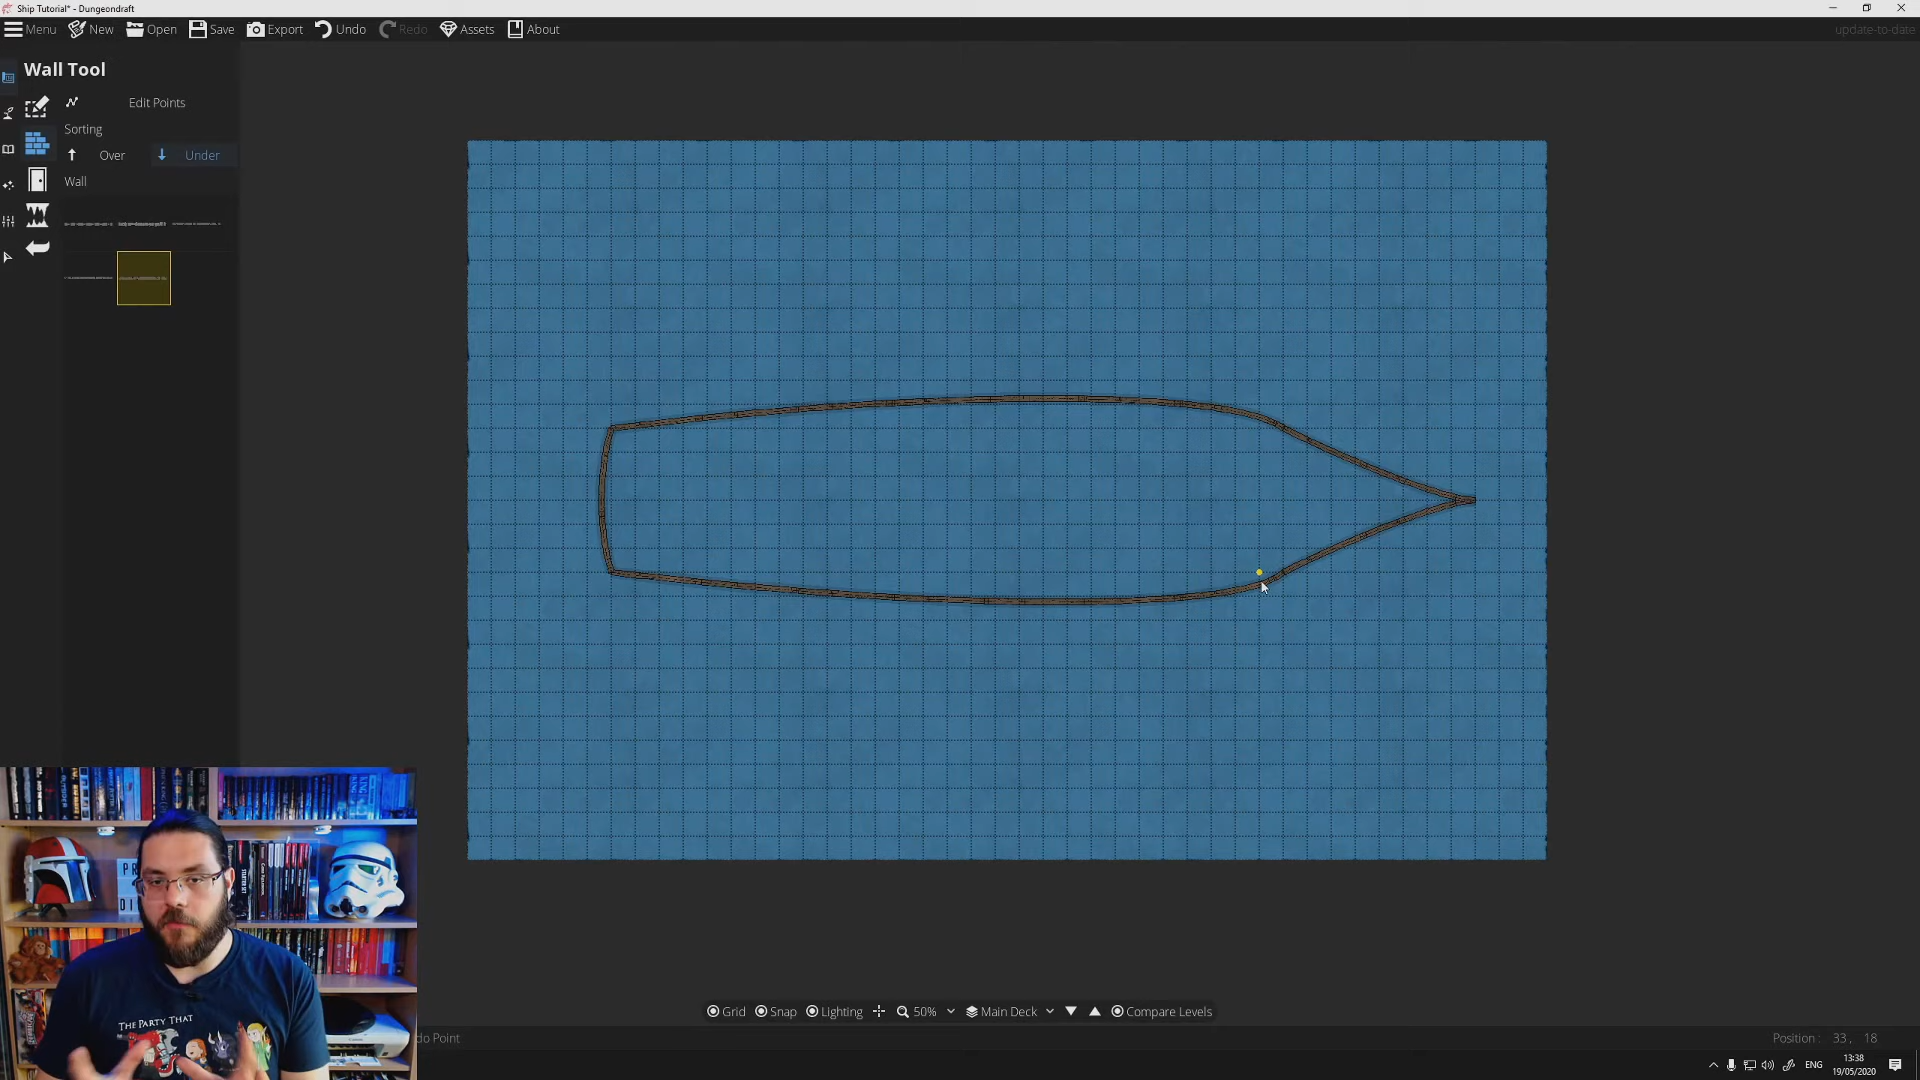 Ship Tutorial* - Dungeondraft
Menu New Open Save Export Undo Redo Assets About
update-to-date
Wall Tool
Edit Points
Sorting
Over Under
Wall
THE PARTY THAT
Grid Snap Lighting 50% Main Deck Compare Levels
do Point
Position : 33, 18
ENG
13:38
19/05/2020